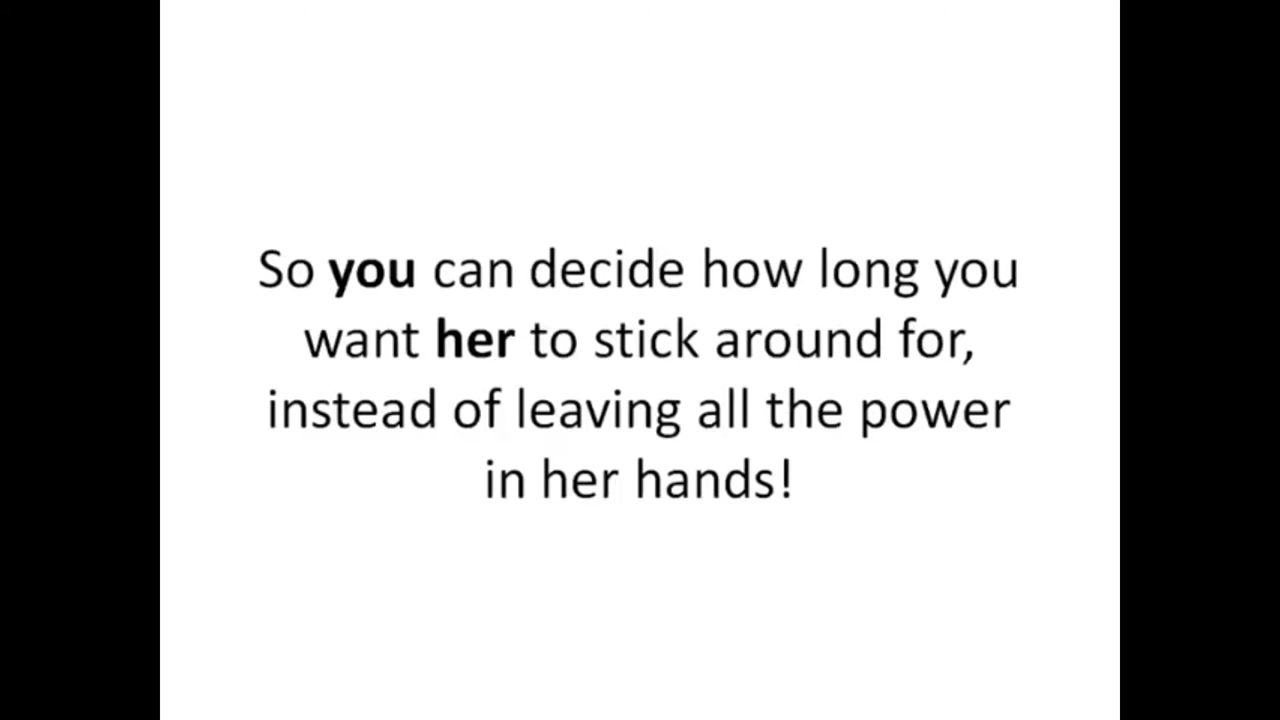 So you can decide how long you
want her to stick around for,
instead of leaving all the power
in her hands!